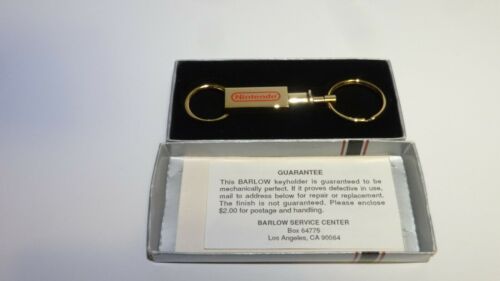 Nintendo
GUARANTEE
This BARLOW keyholder is guaranteed to be
mechanically perfect. If it proves defective in use,
mail to address below for repair or replacement.
The finish is not guaranteed. Please enclose
$2.00 for postage and handling.
BARLOW SERVICE CENTER
Box 64775
Los Angeles, CA 90064